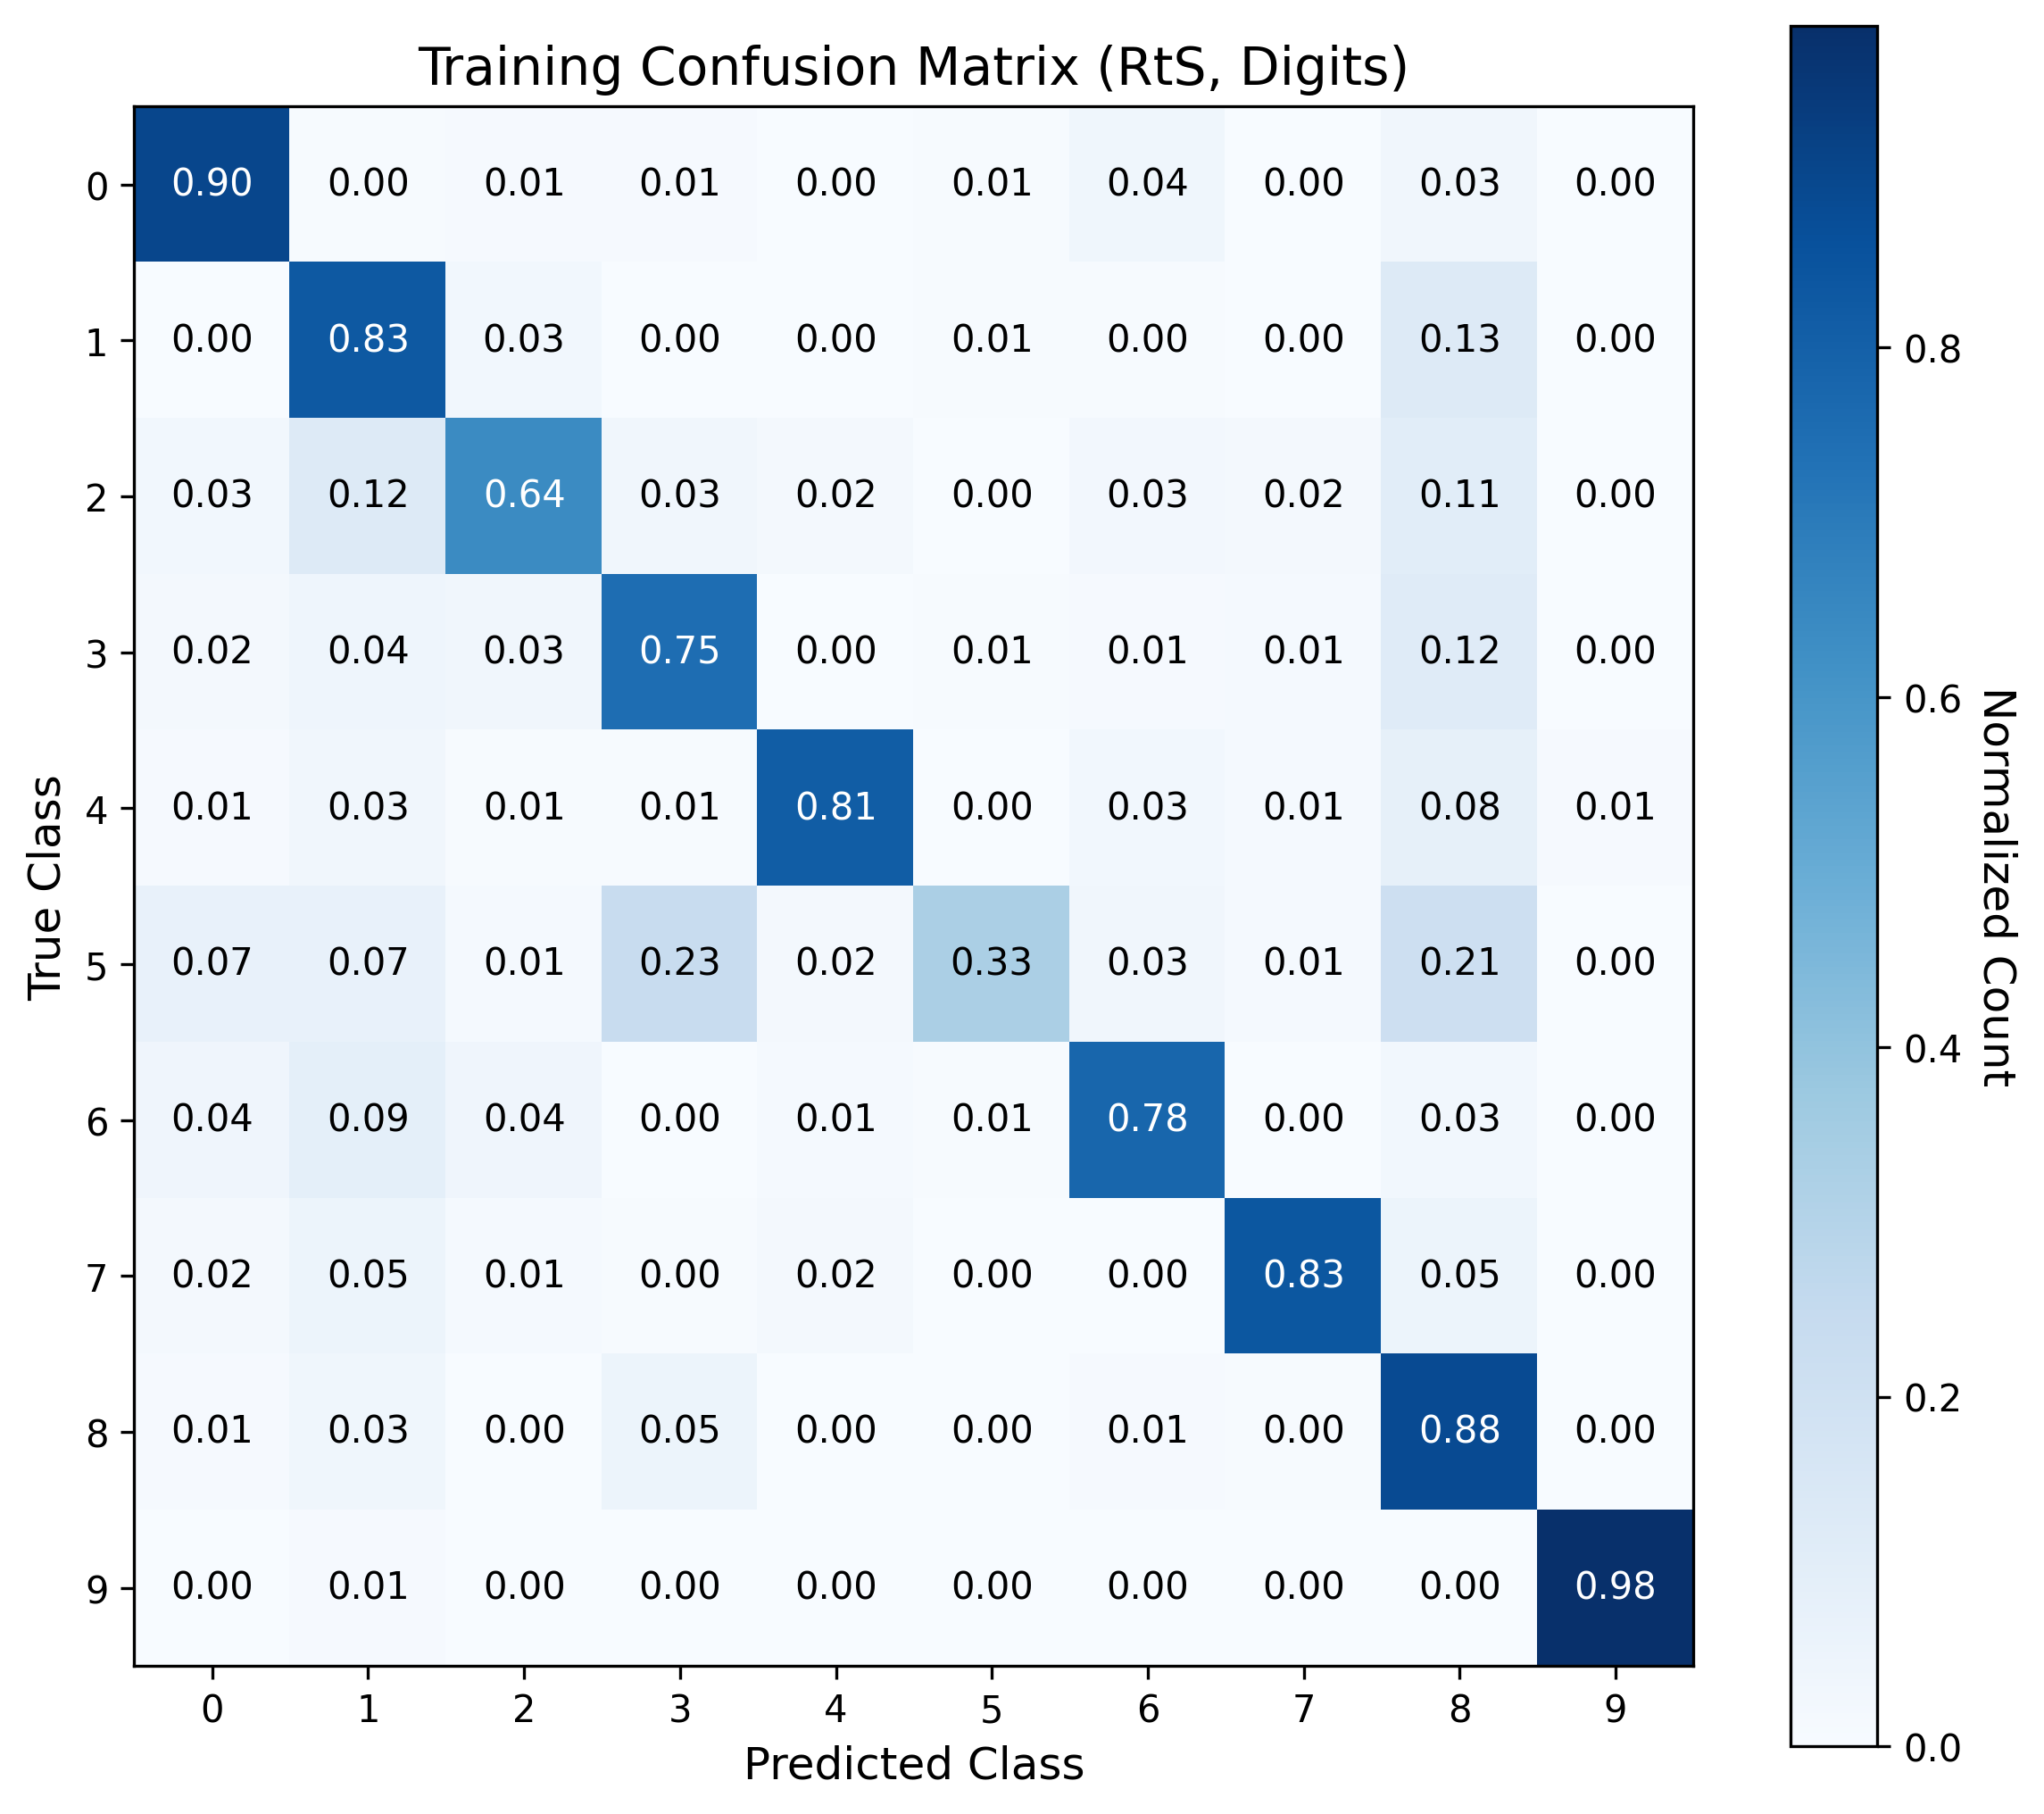 Training Confusion Matrix (RtS, Digits)
True Class
0 0.90 0.00 0.01 0.01 0.00 0.01 0.04 0.00 0.03 0.00
1 0.00 0.83 0.03 0.00 0.00 0.01 0.00 0.00 0.13 0.00
2 0.03 0.12 0.64 0.03 0.02 0.00 0.03 0.02 0.11 0.00
3 0.02 0.04 0.03 0.75 0.00 0.01 0.01 0.01 0.12 0.00
4 0.01 0.03 0.01 0.01 0.81 0.00 0.03 0.01 0.08 0.01
5 0.07 0.07 0.01 0.23 0.02 0.33 0.03 0.01 0.21 0.00
6 0.04 0.09 0.04 0.00 0.01 0.01 0.78 0.00 0.03 0.00
7 0.02 0.05 0.01 0.00 0.02 0.00 0.00 0.83 0.05 0.00
8 0.01 0.03 0.00 0.05 0.00 0.00 0.01 0.00 0.88 0.00
9 0.00 0.01 0.00 0.00 0.00 0.00 0.00 0.00 0.00 0.98
0 1 2 3 4 5 6 7 8 9
Predicted Class
0.8
0.6
0.4
0.2
0.0
Normalized Count